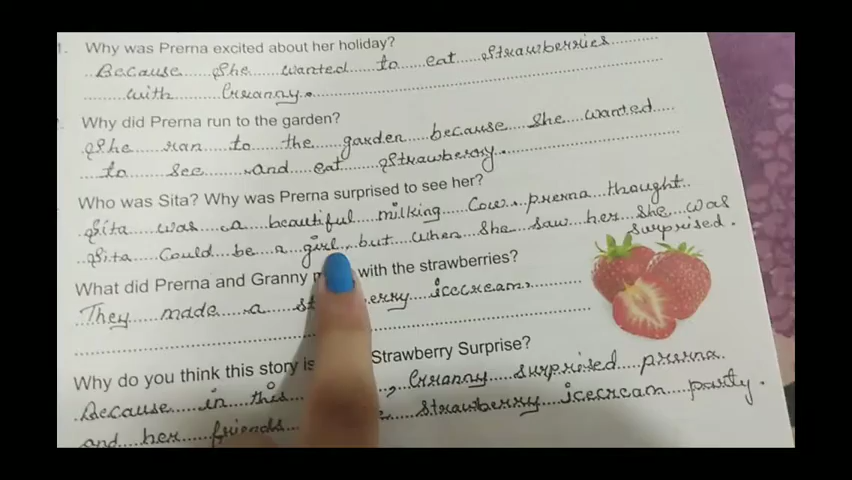 1. Why was Prerna excited about her holiday?
Because She wanted to eat Strawberries
with Granny.
Why did Prerna run to the garden?
She ran to the garden because She wanted
to see and eat Strawberry.
Who was Sita? Why was Prerna surprised to see her?
Sita was a beautiful milking Cow. prerna thought
Sita Could be a girl, but when She saw her She was
surprised.
What did Prerna and Granny with the strawberries?
They made a icecream.
Why do you think this story is Strawberry Surprise?
Because in this , Granny surprised prerna
and her friends strawberry icecream party.